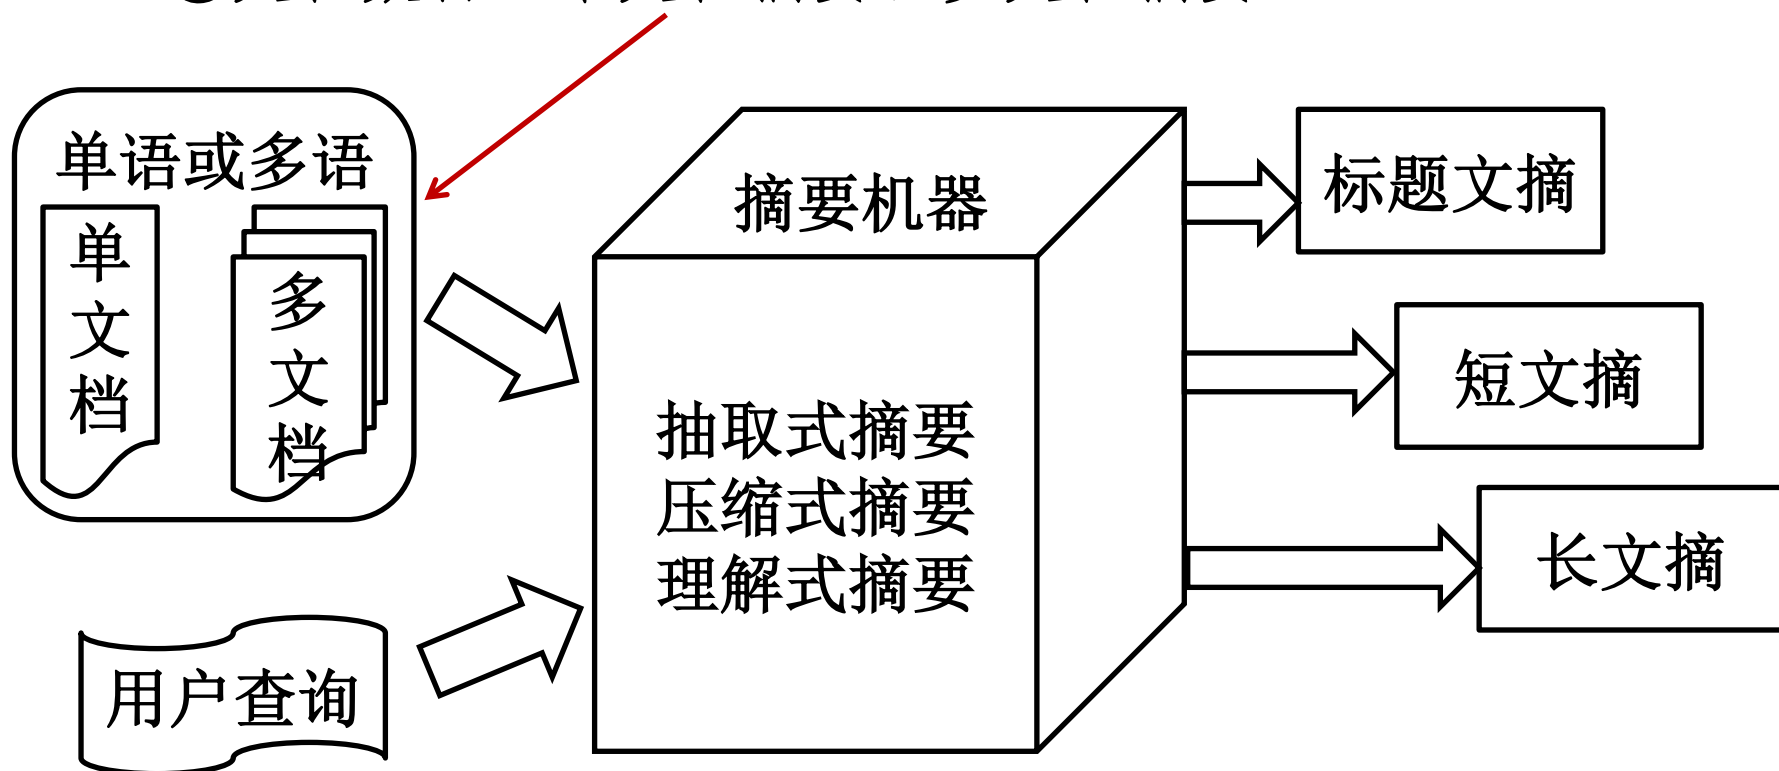 单语或多语
单文档
多文档
用户查询
摘要机器
抽取式摘要
压缩式摘要
理解式摘要
标题文摘
短文摘
长文摘